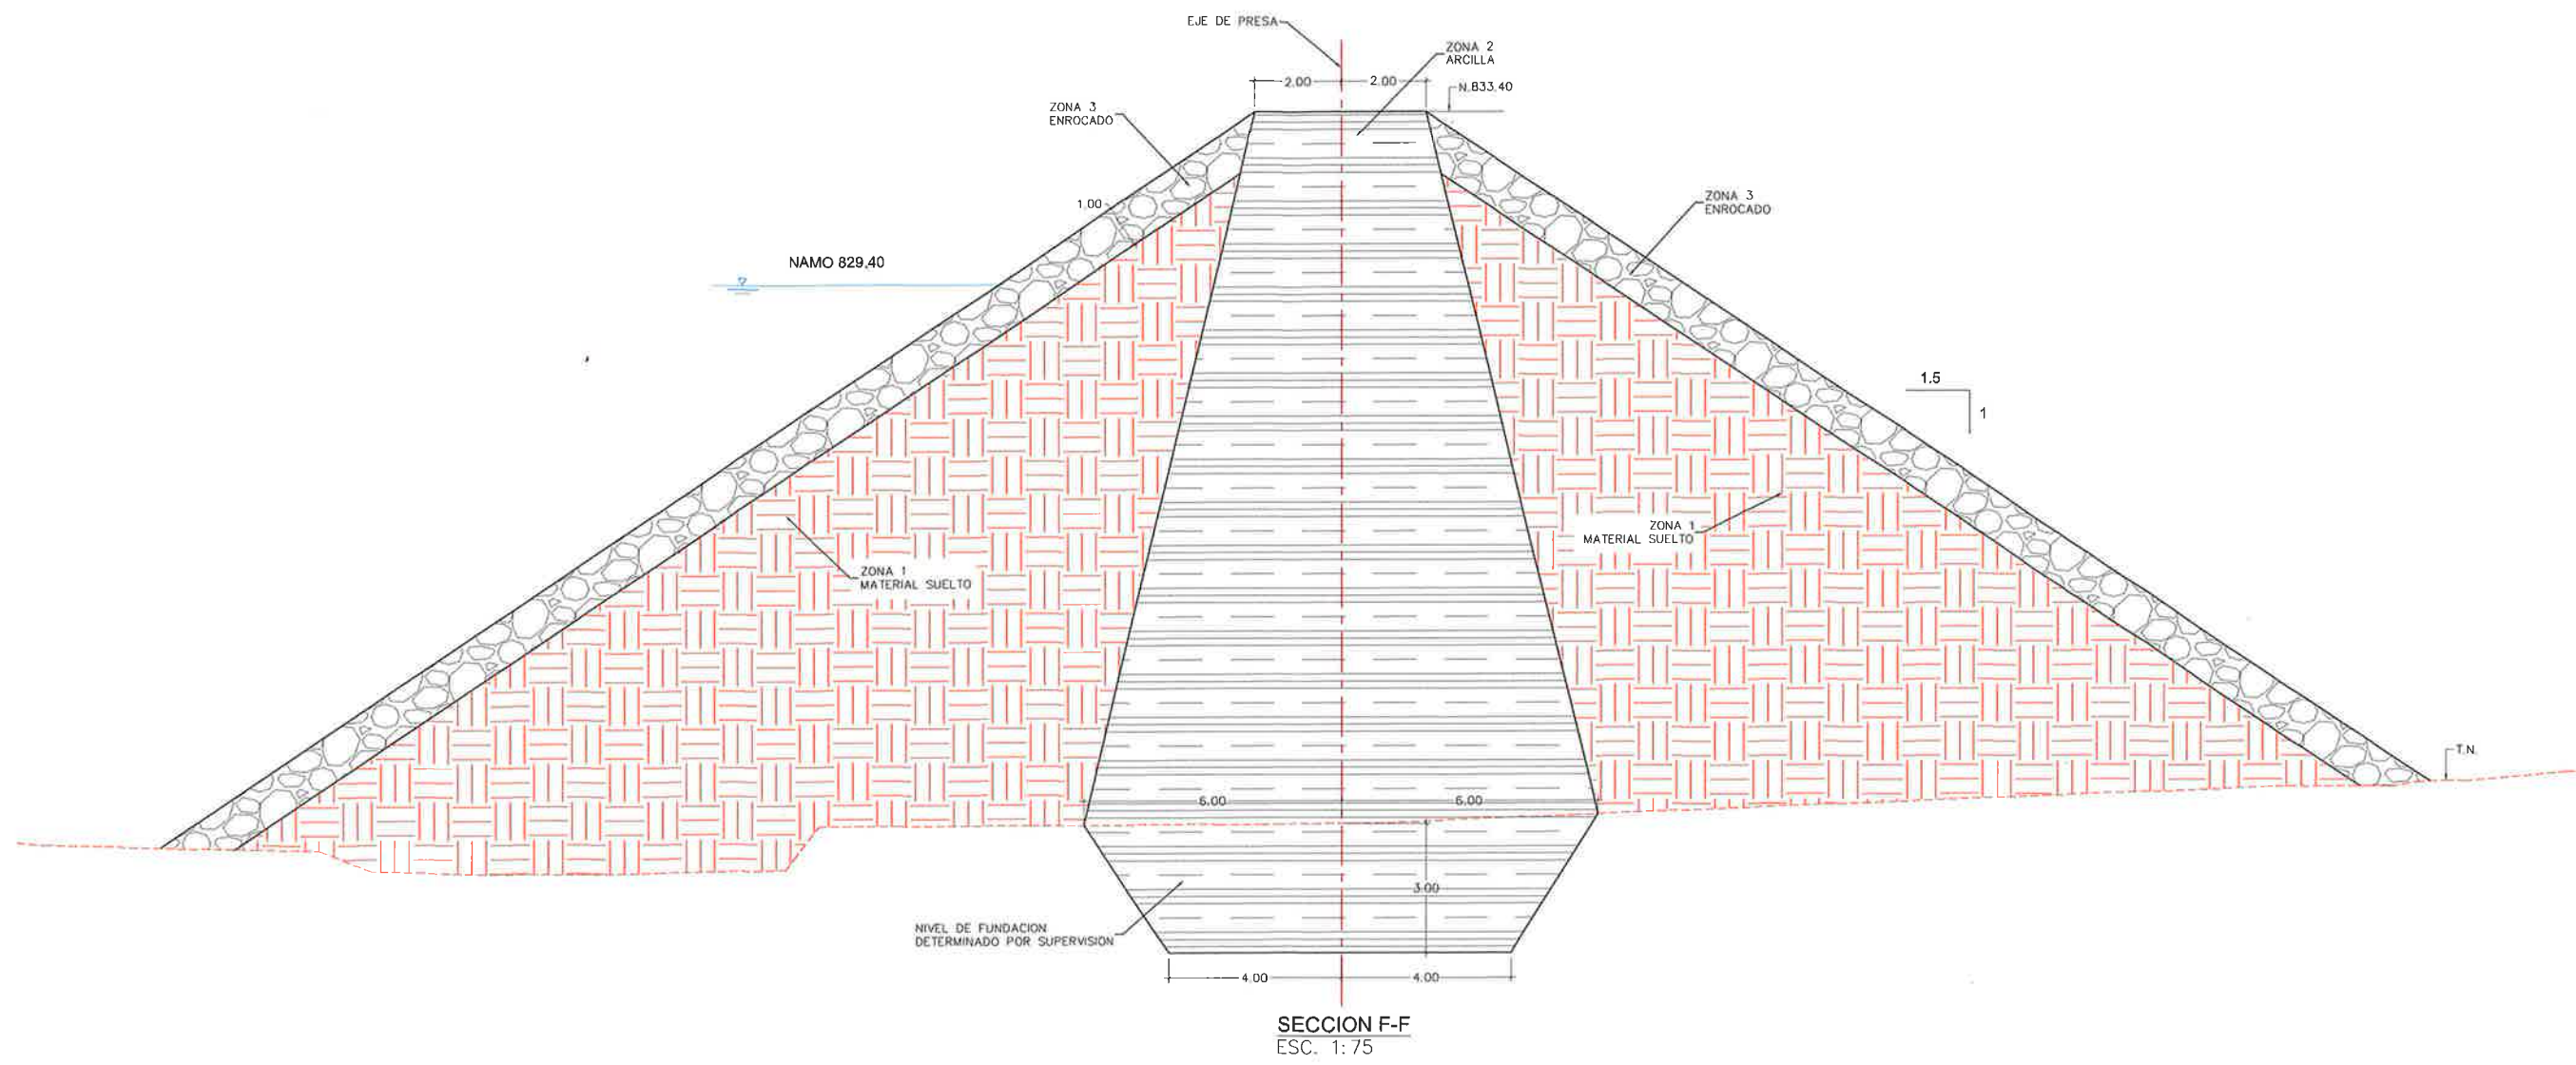 EJE DE PRESA
ZONA 2
ARCILLA
2.00
2.00
N.833.40
ZONA 3
ENROCADO
1.00
ZONA 3
ENROCADO
NAMO 829.40
1.5
1
ZONA 1
MATERIAL SUELTO
ZONA 1
MATERIAL SUELTO
T.N.
6.00
6.00
3.00
NIVEL DE FUNDACION
DETERMINADO POR SUPERVISION
4.00
4.00
SECCION F-F
ESC. 1:75